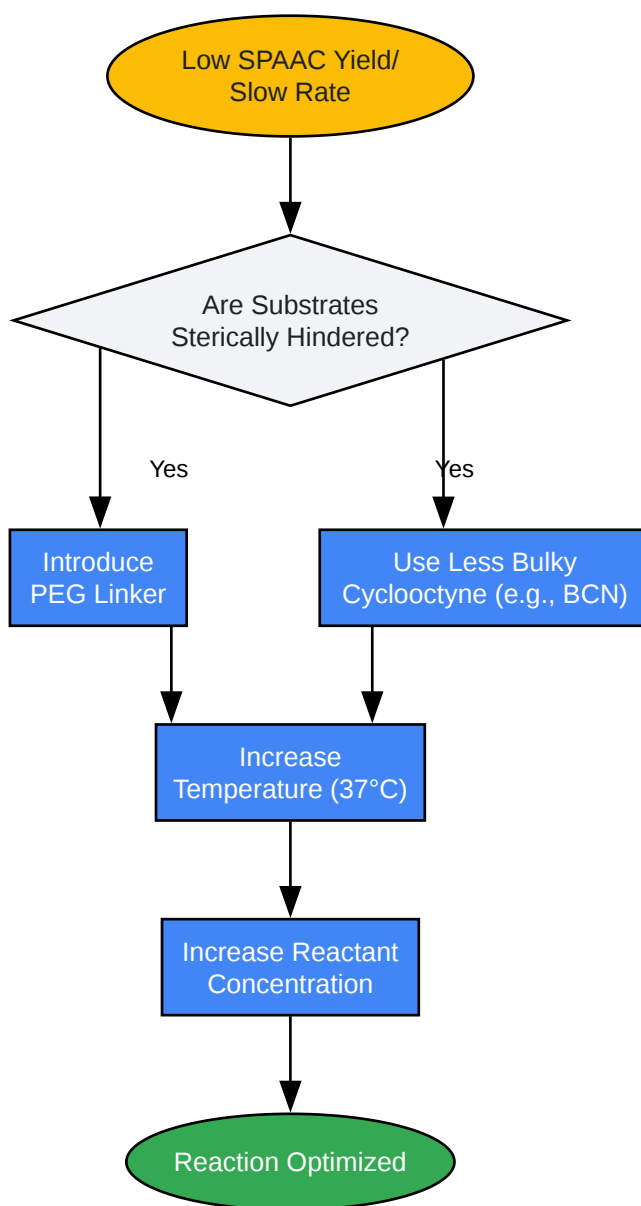 Low SPAAC Yield/
Slow Rate
Are Substrates
Sterically Hindered?
Yes
Yes
Introduce
PEG Linker
Use Less Bulky
Cyclooctyne (e.g., BCN)
Increase
Temperature (37°C)
Increase Reactant
Concentration
Reaction Optimized